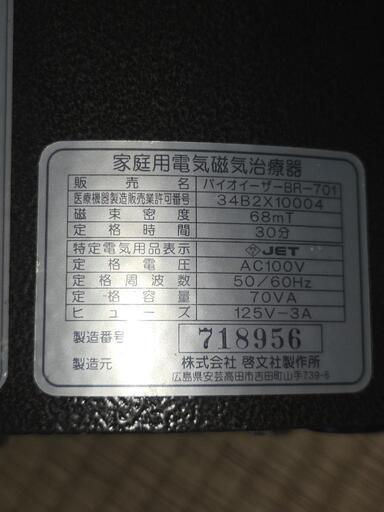 家庭用電気磁気治療器
販売名 バイオイーザーBR-701
医療機器製造販売業許可番号 34B2X10004
磁束密度 68mT
定格時間 30分
特定電気用品表示 JET
定格電圧 AC100V
定格周波数 50/60Hz
定格容量 70VA
ヒューズ 125V-3A
製造番号 718956
製造元 株式会社 啓文社製作所
広島県安芸高田市吉田町山手739-6